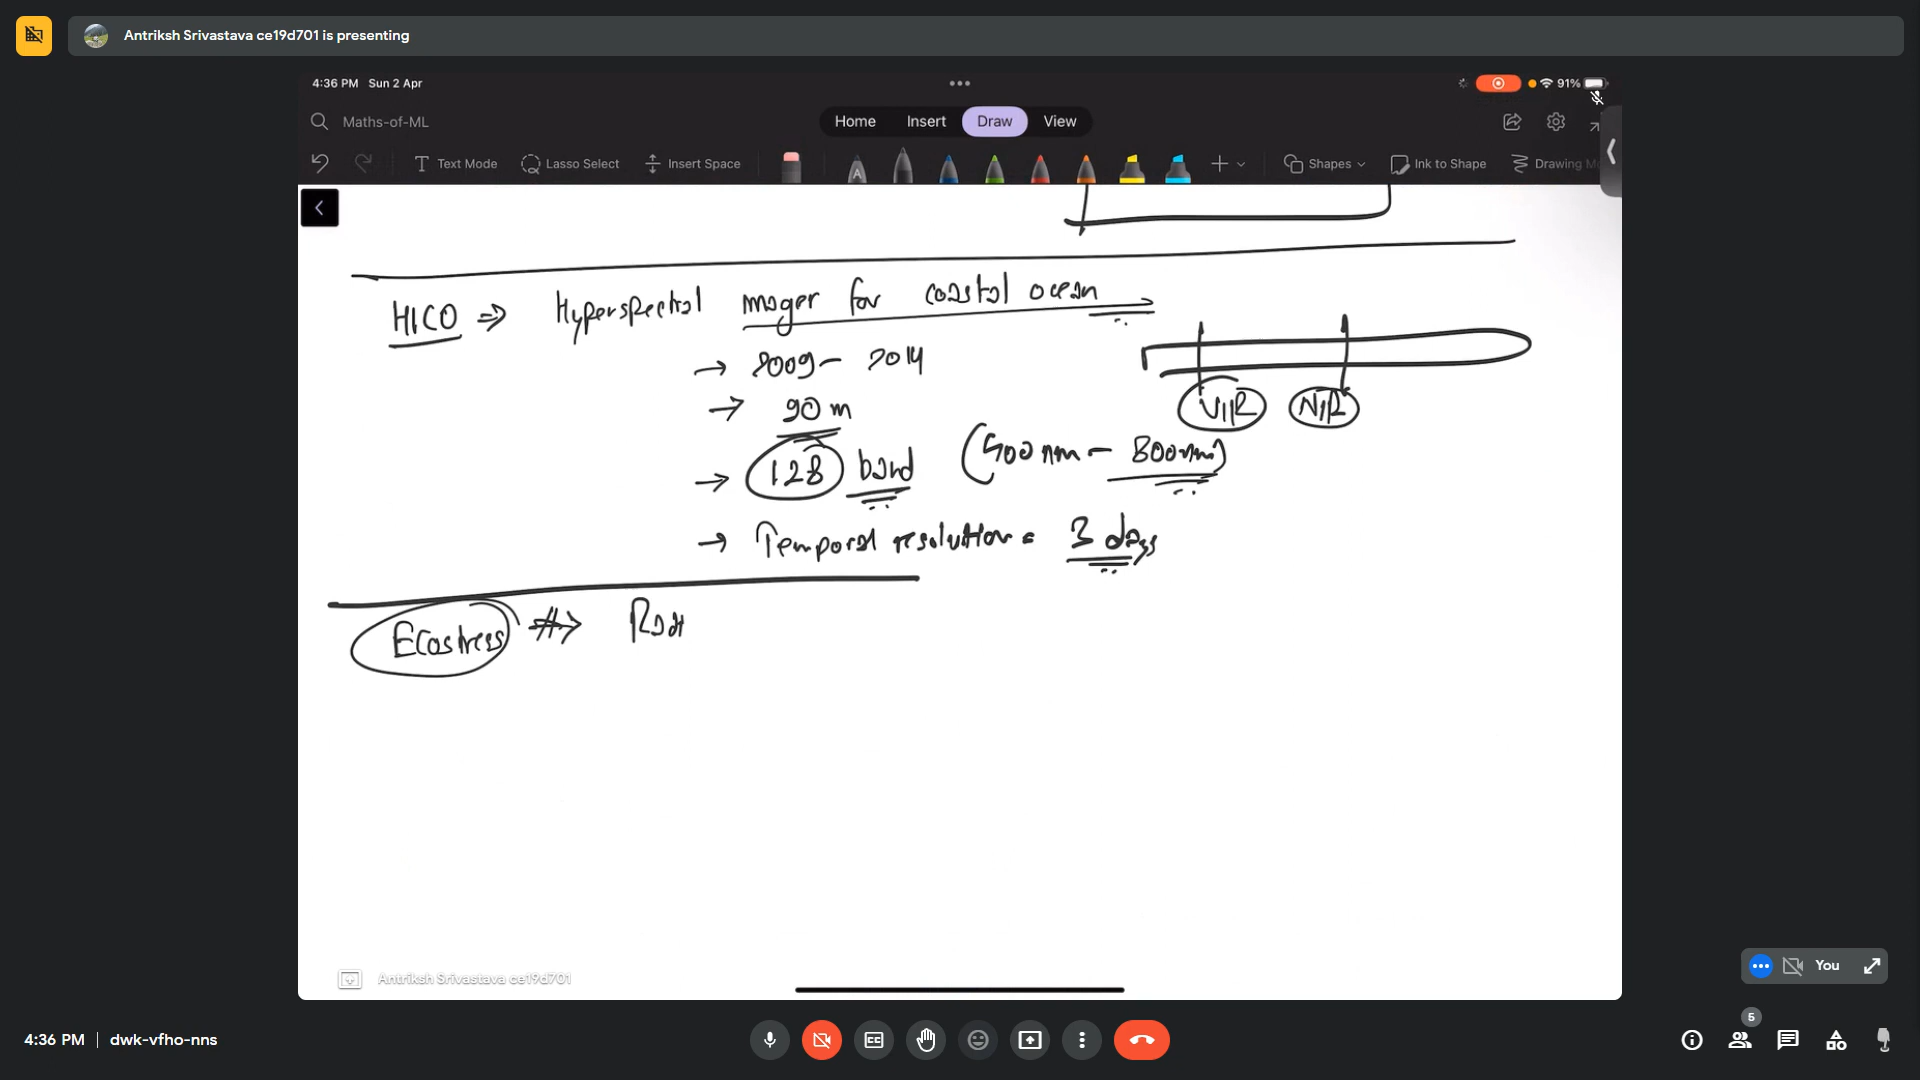 Antriksh Srivastava ce19d701 is presenting
4:36 PM Sun 2 Apr
91%
Maths-of-ML
Home Insert Draw View
Text Mode Lasso Select Insert Space A Shapes Ink to Shape Drawing M
HICO ⇒ Hyperspectral imager for coastal ocean
→ 2009 - 2014
→ 90 m
VIR NIR
→ 128 band (400 nm - 800nm)
→ Temporal resolution = 3 days
Ecostress ⇒ Rad
Antriksh Srivastava ce19d701
You
4:36 PM | dwk-vfho-nns
CC
5